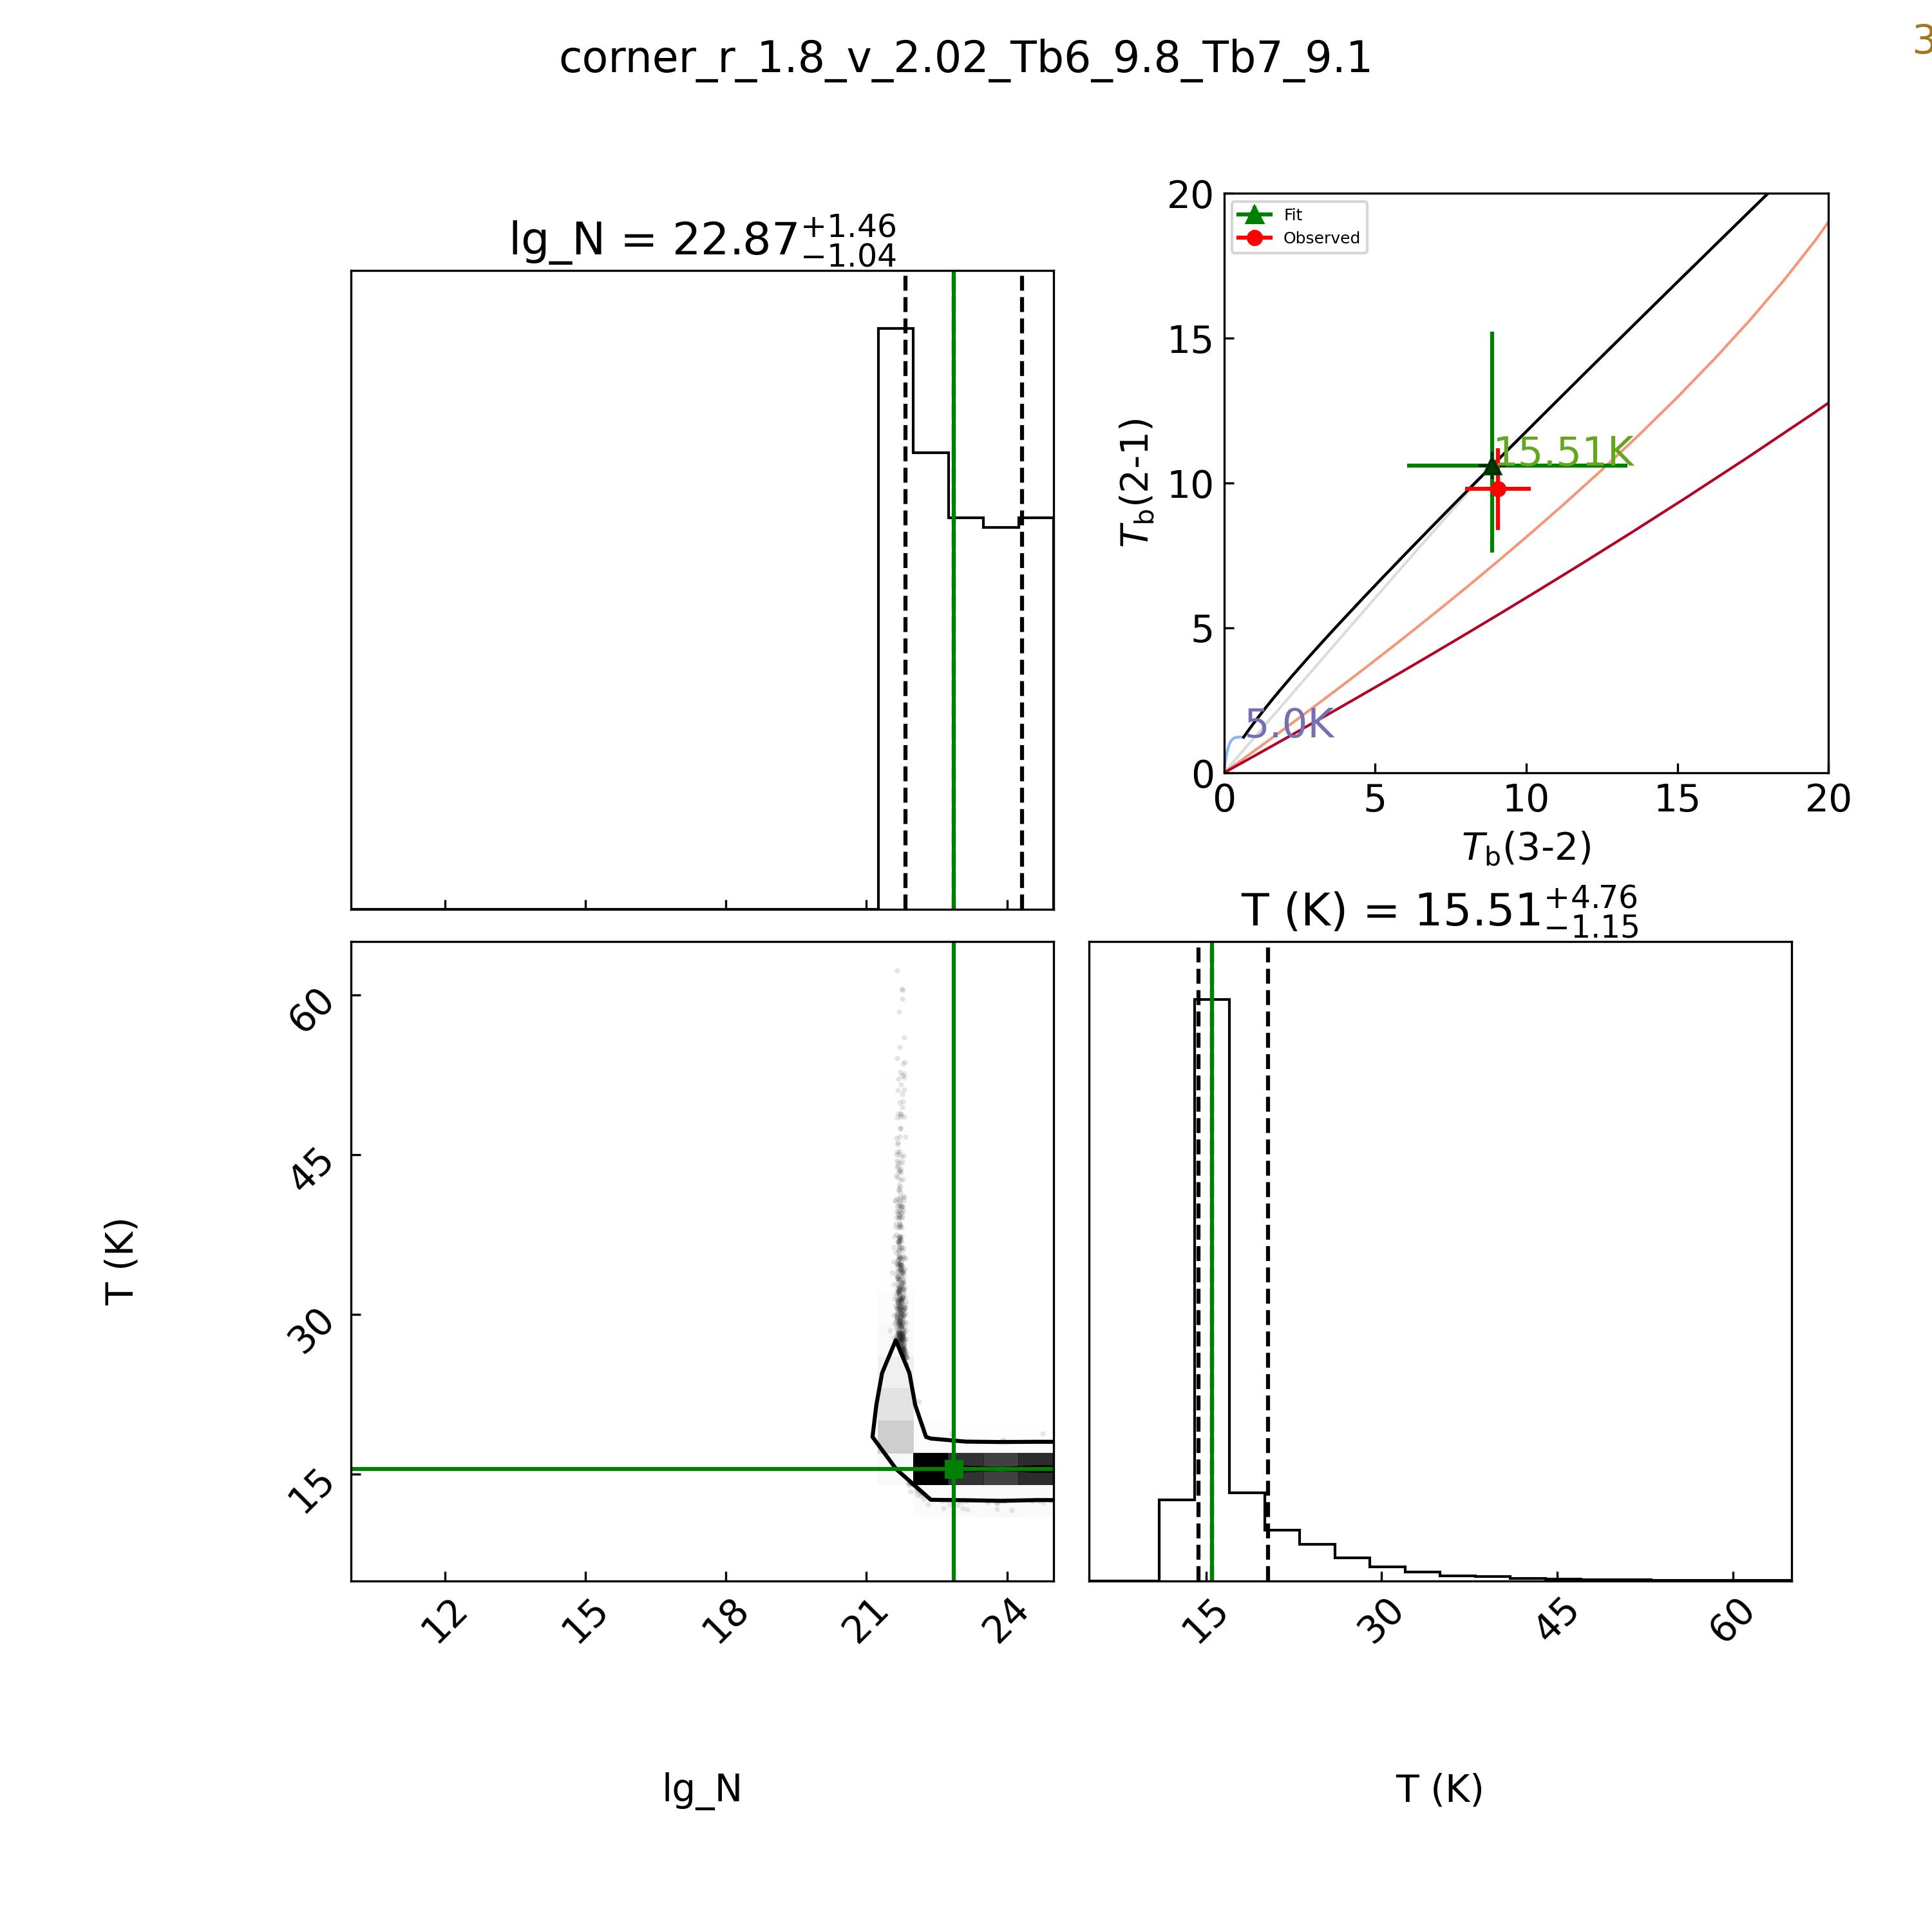 corner_r_1.8_v_2.02_Tb6_9.8_Tb7_9.1
3
lg_N = 22.87+1.46−1.04
20
15
10
5
0
Fit
Observed
15.51K
5.0K
Tb(2-1)
0 5 10 15 20
Tb(3-2)
T (K) = 15.51+4.76−1.15
60
45
30
15
T (K)
12 15 18 21 24
lg_N
15 30 45 60
T (K)